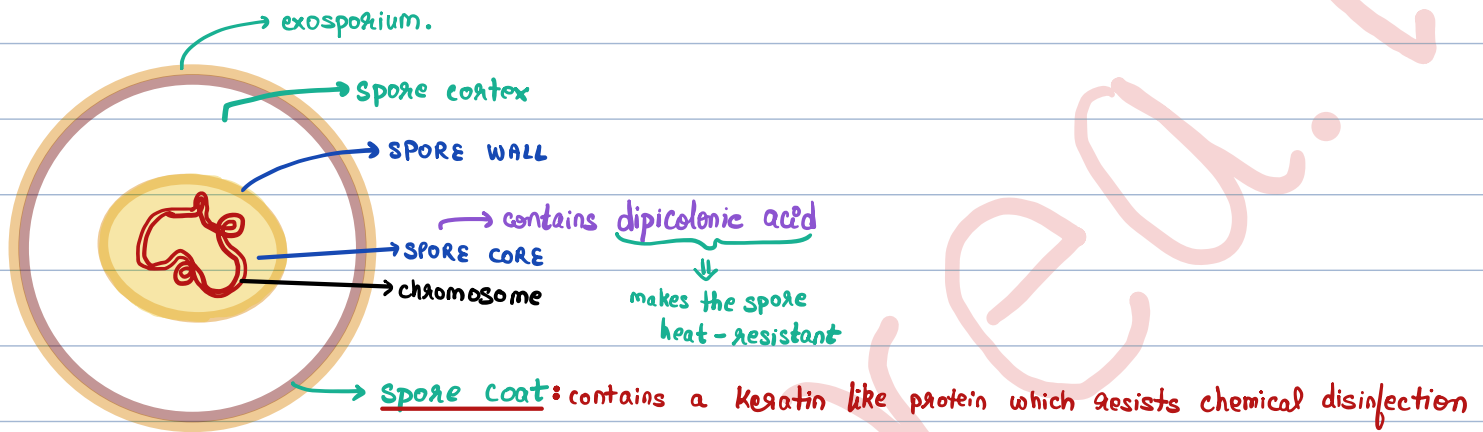 exosporium.
spore cortex
SPORE WALL
contains dipicolonic acid
SPORE CORE
chromosome
makes the spore
heat-resistant
spore coat: contains a keratin like protein which resists chemical disinfection